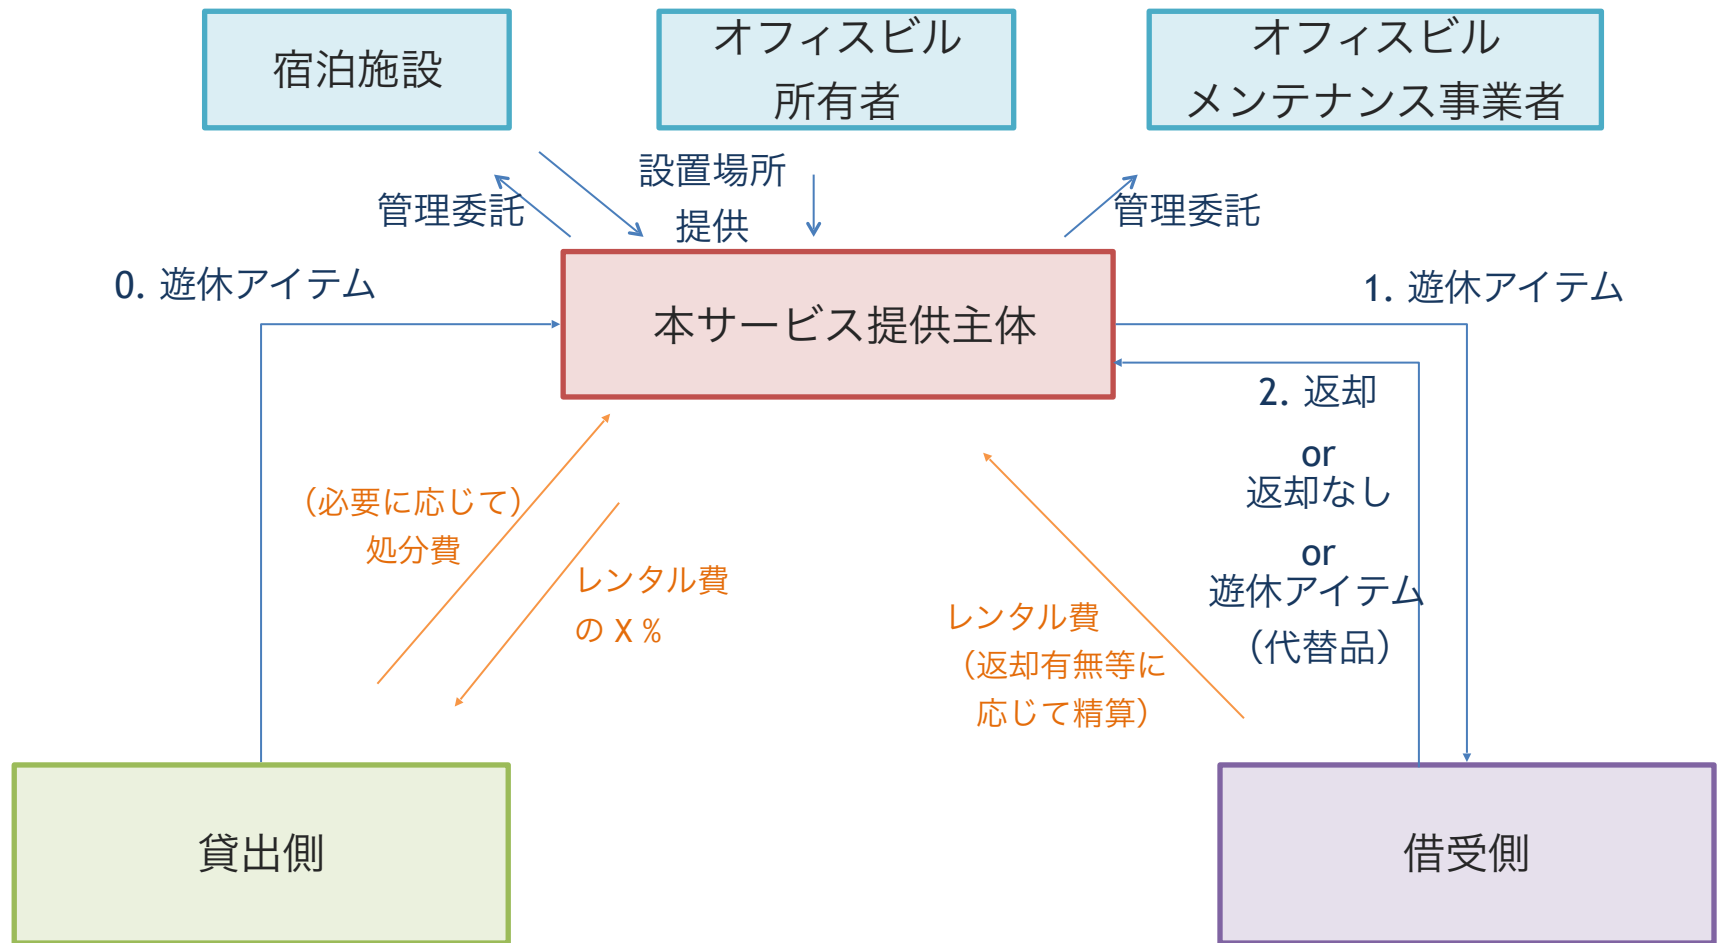 宿泊施設
オフィスビル
所有者
オフィスビル
メンテナンス事業者
管理委託
設置場所
提供
管理委託
0. 遊休アイテム
本サービス提供主体
1. 遊休アイテム
2. 返却
or
返却なし
or
遊休アイテム
（代替品）
（必要に応じて）
処分費
レンタル費
の X %
レンタル費
（返却有無等に
応じて精算）
貸出側
借受側